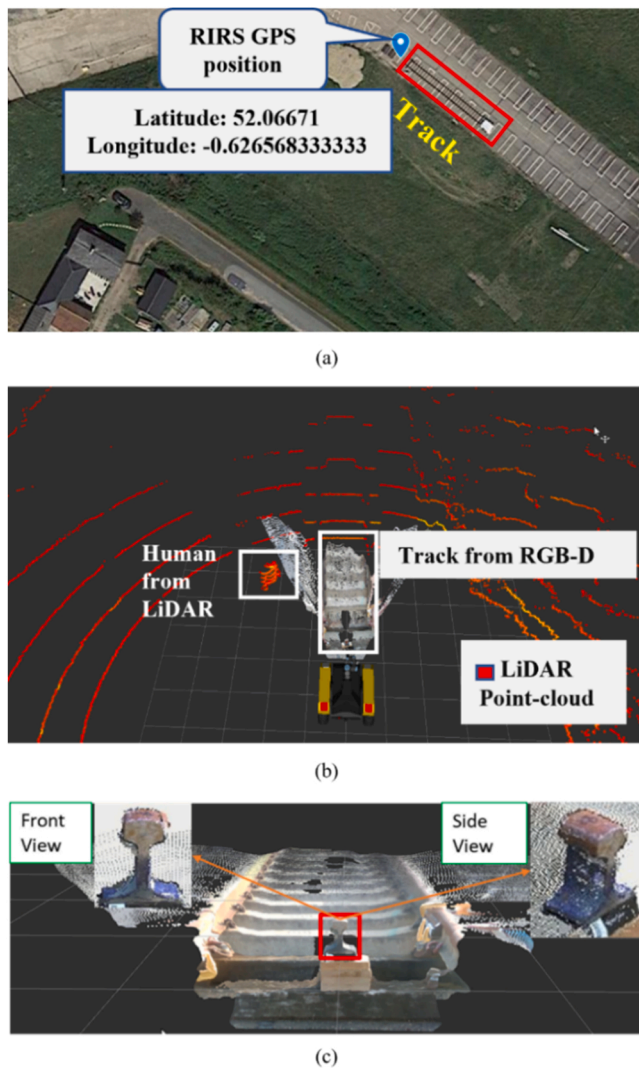 RIRS GPS
position
Latitude: 52.06671
Longitude: -0.626568333333
Track
(a)
Human
from
LiDAR
Track from RGB-D
LiDAR
Point-cloud
(b)
Front
View
Side
View
(c)